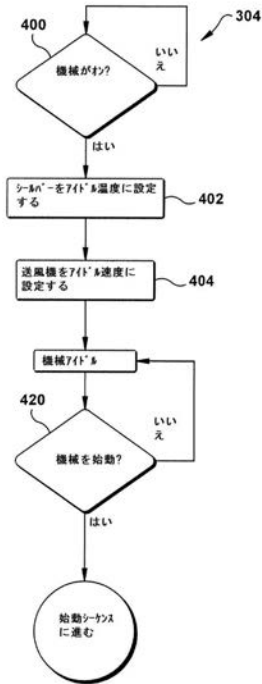 400
304
機械がオン?
いい
え
はい
シールバーをアイドル温度に設定
する
402
送風機をアイドル速度に
設定する
404
機械アイドル
420
いい
え
機械を始動?
はい
始動シーケンス
に進む